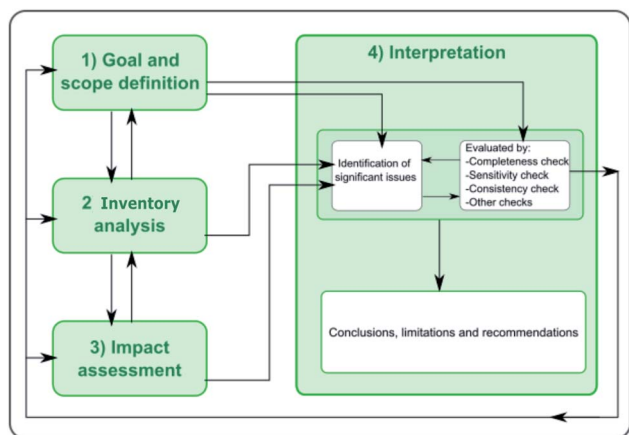 1) Goal and
scope definition
4) Interpretation
Identification of
significant issues
Evaluated by:
-Completeness check
-Sensitivity check
-Consistency check
-Other checks
2 Inventory
analysis
Conclusions, limitations and recommendations
3) Impact
assessment